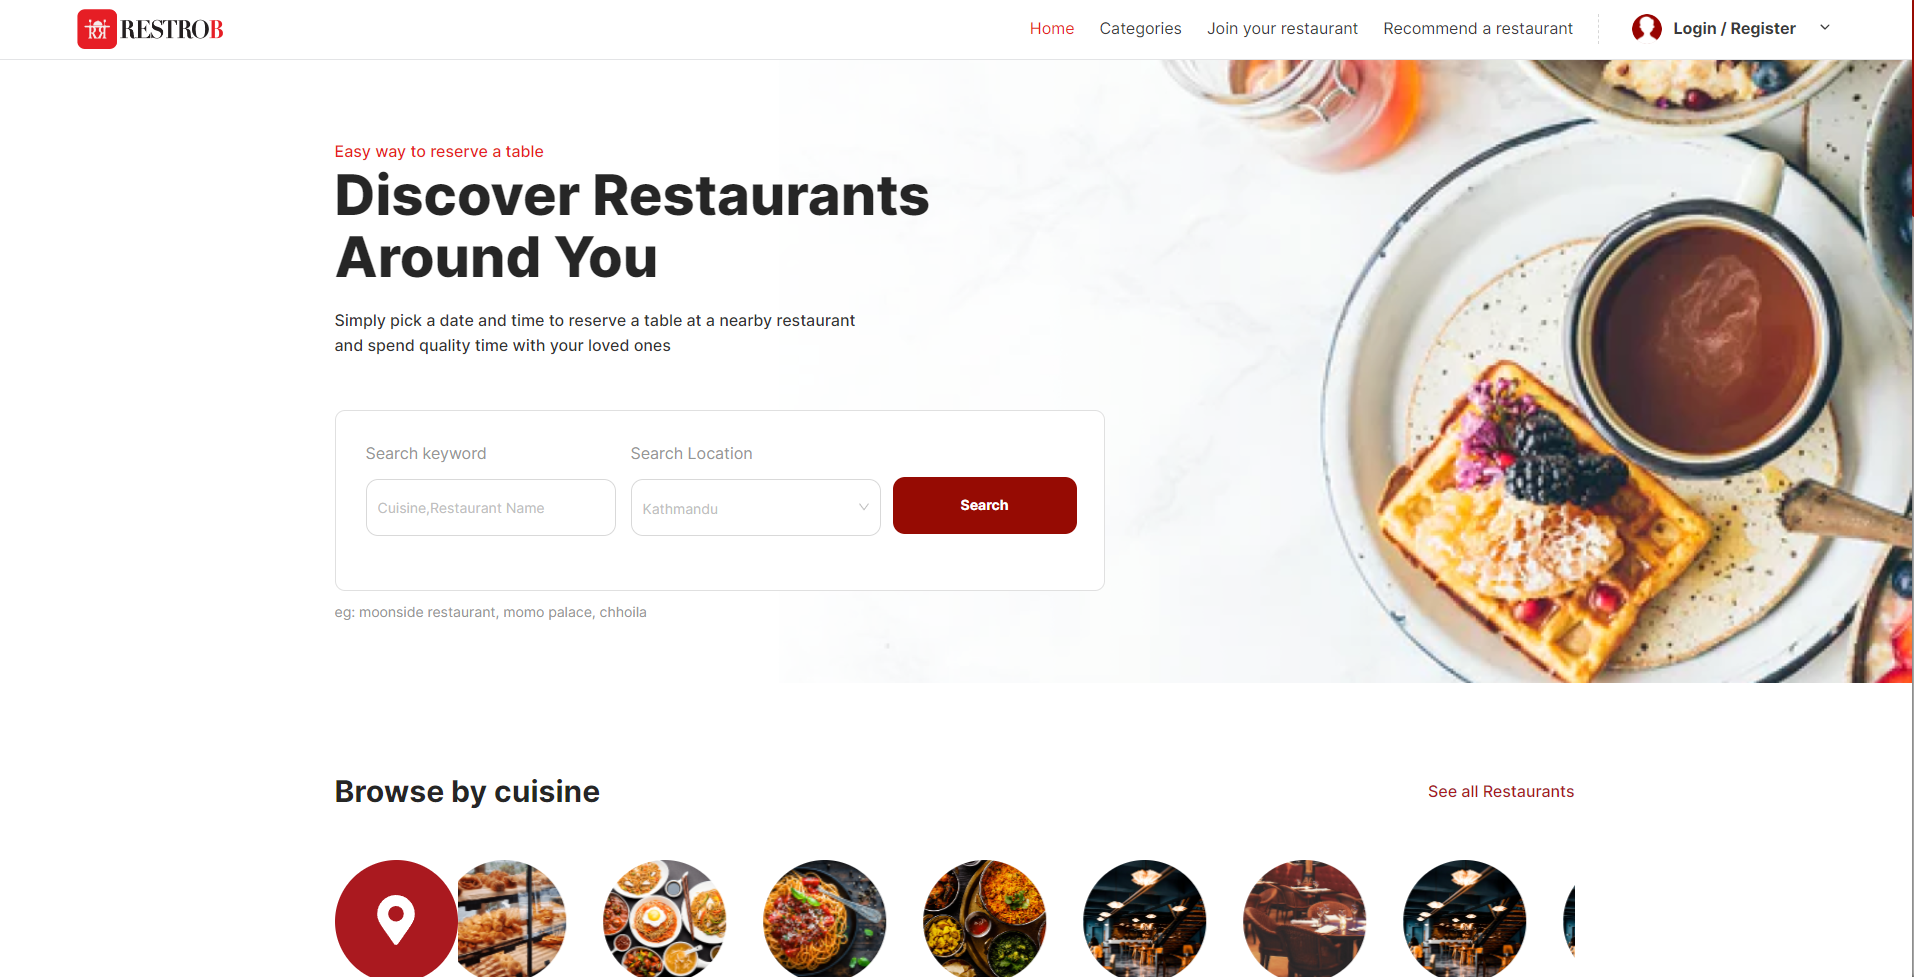 RESTROB
Home
Categories
Join your restaurant
Recommend a restaurant
Login / Register
Easy way to reserve a table
Discover Restaurants
Around You
Simply pick a date and time to reserve a table at a nearby restaurant
and spend quality time with your loved ones
Search keyword
Search Location
Cuisine,Restaurant Name
Kathmandu
Search
eg: moonside restaurant, momo palace, chhoila
Browse by cuisine
See all Restaurants